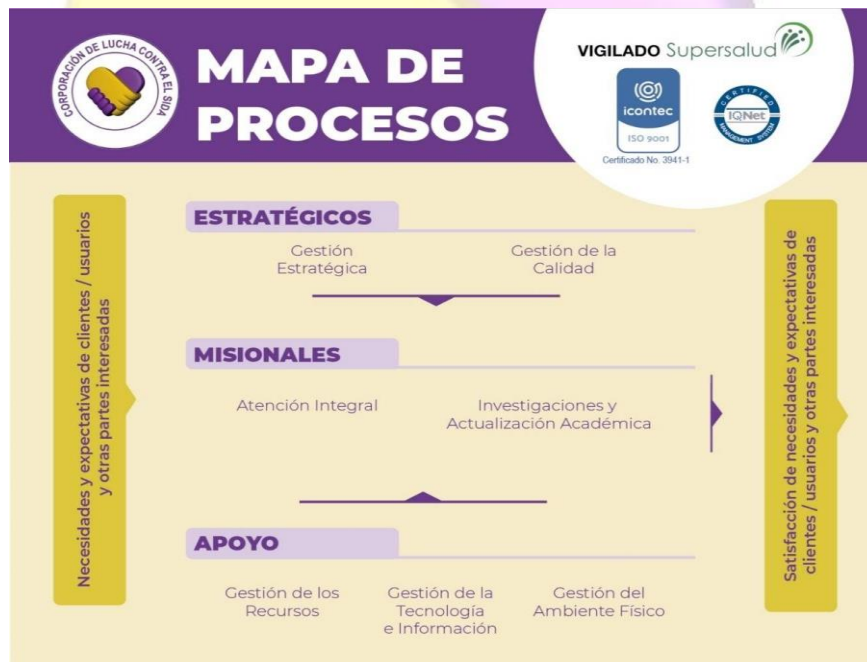 CORPORACIÓN DE LUCHA CONTRA EL SIDA
MAPA DE
PROCESOS
VIGILADO Supersalud
icontec
ISO 9001
Certificado No. 3941-1
CERTIFIED
IQNet
MANAGEMENT SYSTEM
Necesidades y expectativas de clientes / usuarios
y otras partes interesadas
ESTRATÉGICOS
Gestión
Estratégica
Gestión de la
Calidad
MISIONALES
Atención Integral
Investigaciones y
Actualización Académica
APOYO
Gestión de los
Recursos
Gestión de la
Tecnología
e Información
Gestión del
Ambiente Físico
Satisfacción de necesidades y expectativas de
clientes / usuarios y otras partes interesadas